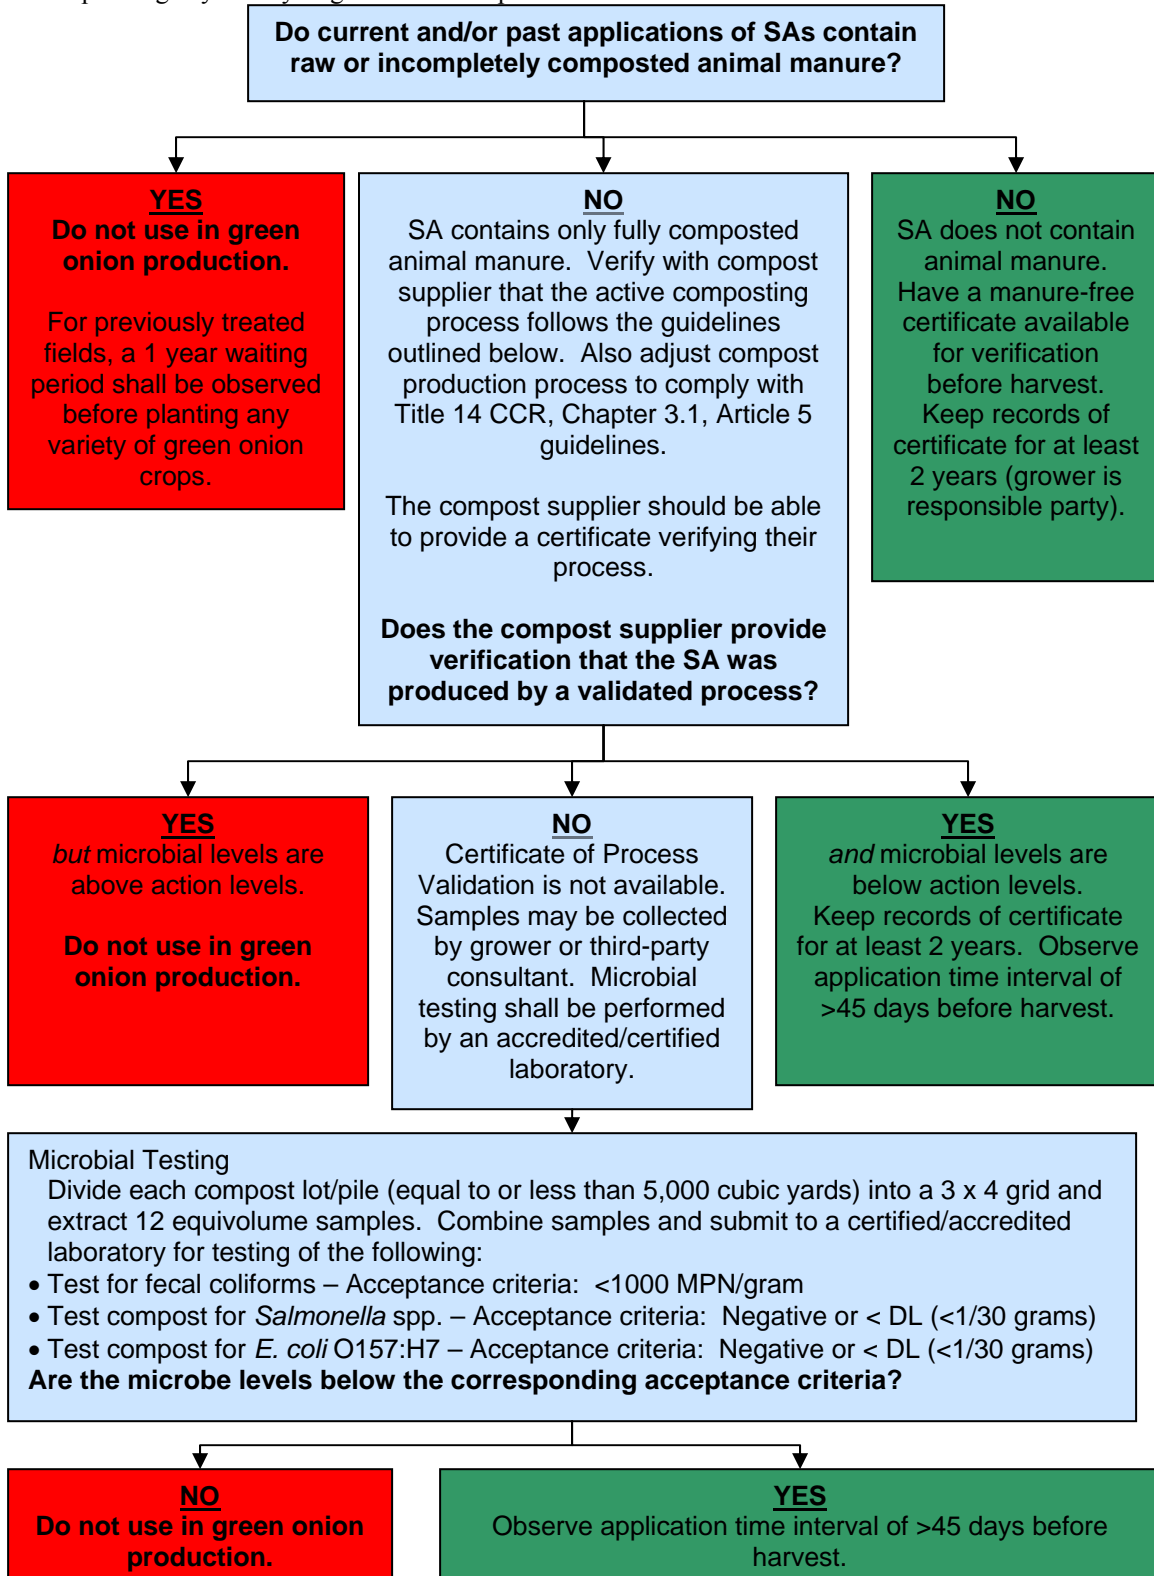 Do current and/or past applications of SAs contain
raw or incompletely composted animal manure?
YES
Do not use in green
onion production.
For previously treated
fields, a 1 year waiting
period shall be observed
before planting any
variety of green onion
crops.
NO
SA contains only fully composted
animal manure. Verify with compost
supplier that the active composting
process follows the guidelines
outlined below. Also adjust compost
production process to comply with
Title 14 CCR, Chapter 3.1, Article 5
guidelines.
The compost supplier should be able
to provide a certificate verifying their
process.
Does the compost supplier provide
verification that the SA was
produced by a validated process?
NO
SA does not contain
animal manure.
Have a manure-free
certificate available
for verification
before harvest.
Keep records of
certificate for at least
2 years (grower is
responsible party).
YES
but microbial levels are
above action levels.
Do not use in green
onion production.
NO
Certificate of Process
Validation is not available.
Samples may be collected
by grower or third-party
consultant. Microbial
testing shall be performed
by an accredited/certified
laboratory.
YES
and microbial levels are
below action levels.
Keep records of certificate
for at least 2 years. Observe
application time interval of
>45 days before harvest.
Microbial Testing
Divide each compost lot/pile (equal to or less than 5,000 cubic yards) into a 3 x 4 grid and
extract 12 equivolume samples. Combine samples and submit to a certified/accredited
laboratory for testing of the following:
• Test for fecal coliforms – Acceptance criteria: <1000 MPN/gram
• Test compost for Salmonella spp. – Acceptance criteria: Negative or < DL (<1/30 grams)
• Test compost for E. coli O157:H7 – Acceptance criteria: Negative or < DL (<1/30 grams)
Are the microbe levels below the corresponding acceptance criteria?
NO
Do not use in green onion
production.
YES
Observe application time interval of >45 days before
harvest.